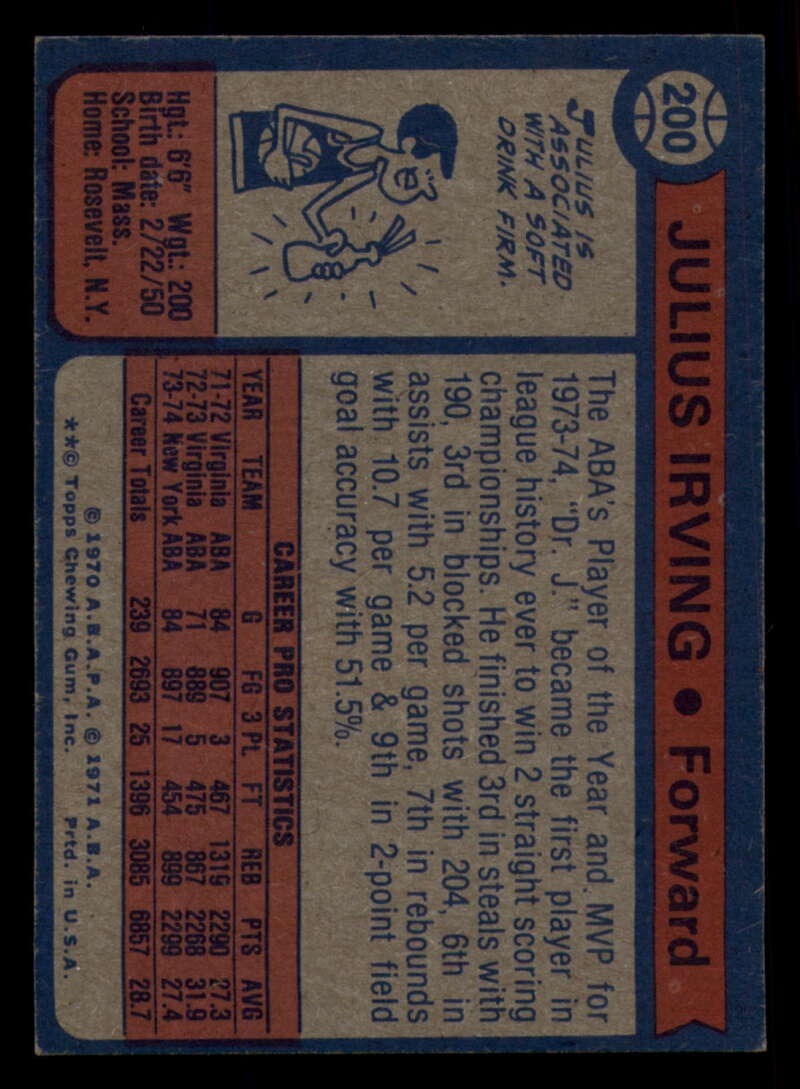 200
JULIUS IRVING • Forward
JULIUS IS
ASSOCIATED
WITH A SOFT
DRINK FIRM.
Hgt.: 6'6" Wgt.: 200
Birth date: 2/22/50
School: Mass.
Home: Rosevelt, N.Y.
The ABA's Player of the Year and MVP for
1973-74, "Dr. J." became the first player in
league history ever to win 2 straight scoring
championships. He finished 3rd in steals with
190, 3rd in blocked shots with 204, 6th in
assists with 5.2 per game, 7th in rebounds
with 10.7 per game & 9th in 2-point field
goal accuracy with 51.5%.
CAREER PRO STATISTICS
YEAR TEAM G FG 3 Pt. FT REB PTS AVG
71-72 Virginia ABA 84 907 3 467 1319 2290 27.3
72-73 Virginia ABA 71 889 5 475 867 2268 31.9
73-74 New York ABA 84 897 17 454 899 2299 27.4
Career Totals 239 2693 25 1396 3085 6857 28.7
© 1970 A.B.A.P.A. © 1971 A.B.A.
**© Topps Chewing Gum, Inc. Prtd. in U.S.A.